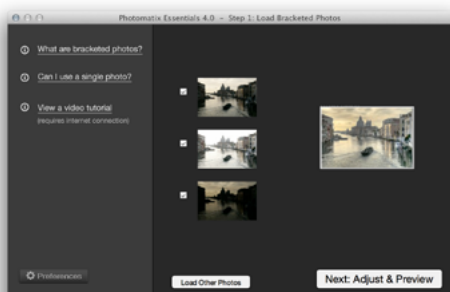 Photomatix Essentials 4.0 - Step 1: Load Bracketed Photos
What are bracketed photos?
Can I use a single photo?
View a video tutorial
(requires internet connection)
Preferences
Load Other Photos
Next: Adjust & Preview